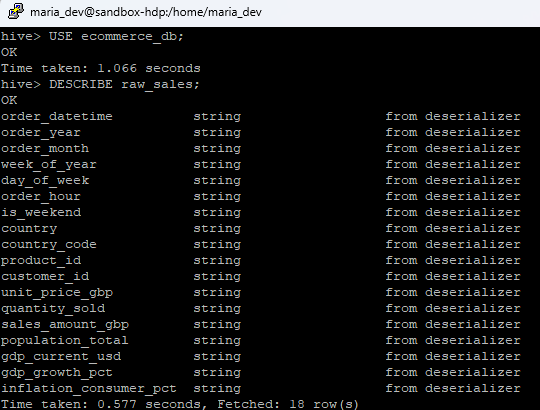 maria_dev@sandbox-hdp:/home/maria_dev
hive> USE ecommerce_db;
OK
Time taken: 1.066 seconds
hive> DESCRIBE raw_sales;
OK
order_datetime string from deserializer
order_year string from deserializer
order_month string from deserializer
week_of_year string from deserializer
day_of_week string from deserializer
order_hour string from deserializer
is_weekend string from deserializer
country string from deserializer
country_code string from deserializer
product_id string from deserializer
customer_id string from deserializer
unit_price_gbp string from deserializer
quantity_sold string from deserializer
sales_amount_gbp string from deserializer
population_total string from deserializer
gdp_current_usd string from deserializer
gdp_growth_pct string from deserializer
inflation_consumer_pct string from deserializer
Time taken: 0.577 seconds, Fetched: 18 row(s)